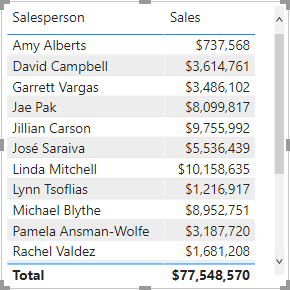 Salesperson Sales
Amy Alberts $737,568
David Campbell $3,614,761
Garrett Vargas $3,486,102
Jae Pak $8,099,817
Jillian Carson $9,755,992
José Saraiva $5,536,439
Linda Mitchell $10,158,635
Lynn Tsoflias $1,216,917
Michael Blythe $8,952,751
Pamela Ansman-Wolfe $3,187,720
Rachel Valdez $1,681,208
Total $77,548,570